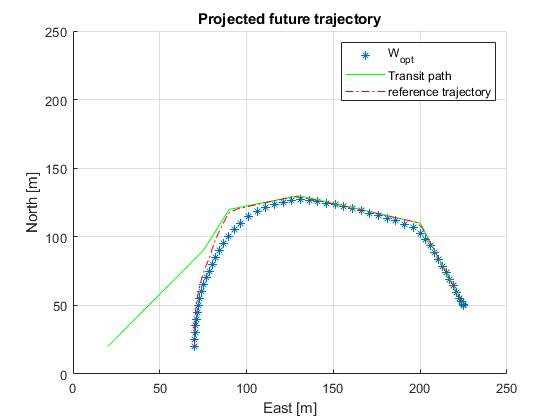 Projected future trajectory
W_opt
Transit path
reference trajectory
North [m]
250
200
150
100
50
0
0 50 100 150 200 250
East [m]